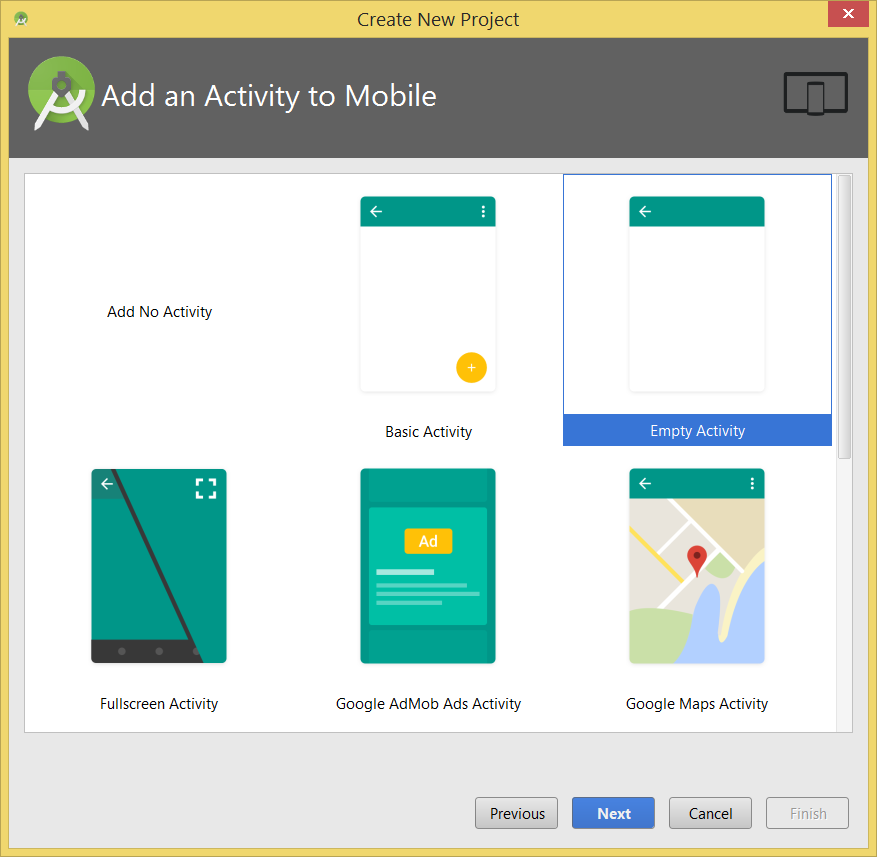 Create New Project
Add an Activity to Mobile
Add No Activity
Basic Activity
Empty Activity
Ad
Fullscreen Activity
Google AdMob Ads Activity
Google Maps Activity
Previous
Next
Cancel
Finish